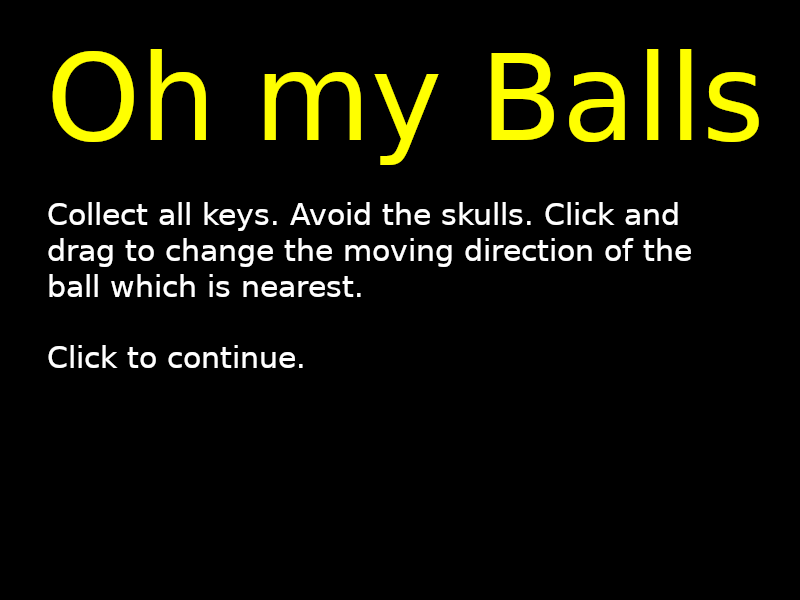 Oh my Balls
Collect all keys. Avoid the skulls. Click and
drag to change the moving direction of the
ball which is nearest.
Click to continue.